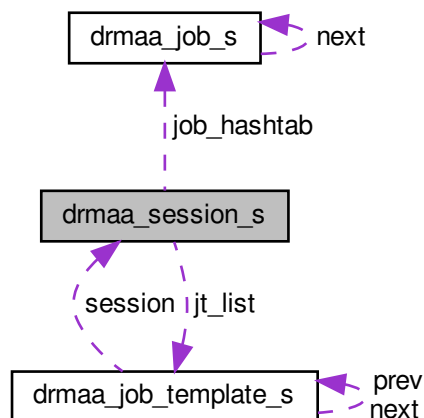 drmaa_job_s
next
job_hashtab
drmaa_session_s
session
jt_list
drmaa_job_template_s
prev
next